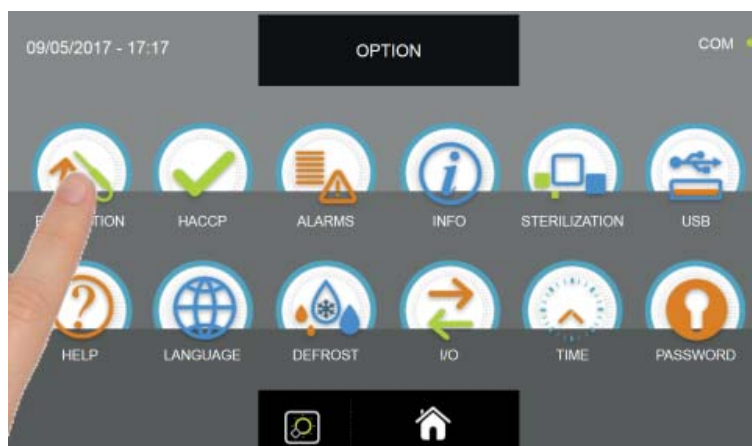 09/05/2017 - 17:17
OPTION
COM
HACCP
ALARMS
INFO
STERILIZATION
USB
HELP
LANGUAGE
DEFROST
I/O
TIME
PASSWORD